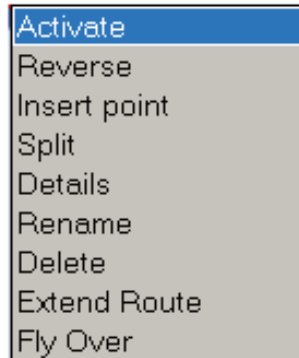 Activate
Reverse
Insert point
Split
Details
Rename
Delete
Extend Route
Fly Over